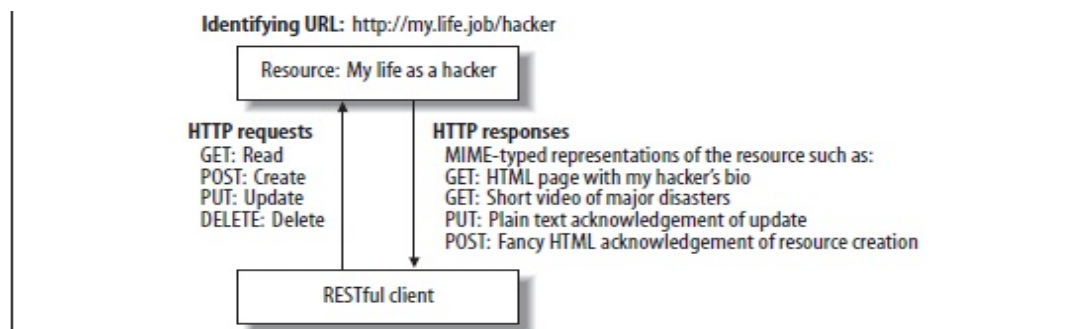 Identifying URL: http://my.life.job/hacker
Resource: My life as a hacker
HTTP requests
GET: Read
POST: Create
PUT: Update
DELETE: Delete
HTTP responses
MIME-typed representations of the resource such as:
GET: HTML page with my hacker's bio
GET: Short video of major disasters
PUT: Plain text acknowledgement of update
POST: Fancy HTML acknowledgement of resource creation
RESTful client